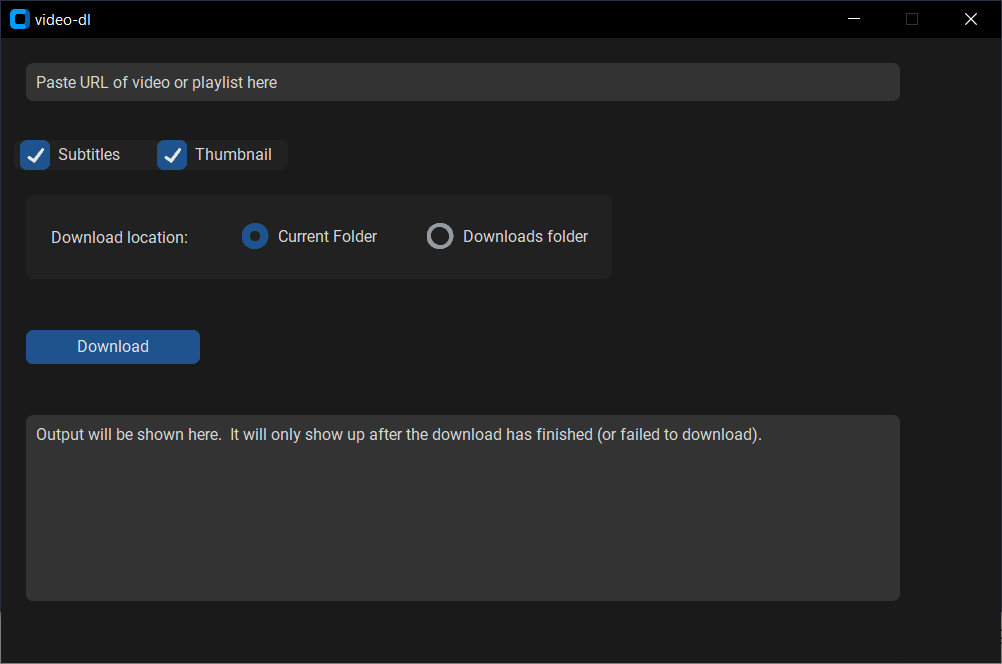 video-dl
Paste URL of video or playlist here
Subtitles Thumbnail
Download location: Current Folder Downloads folder
Download
Output will be shown here.  It will only show up after the download has finished (or failed to download).